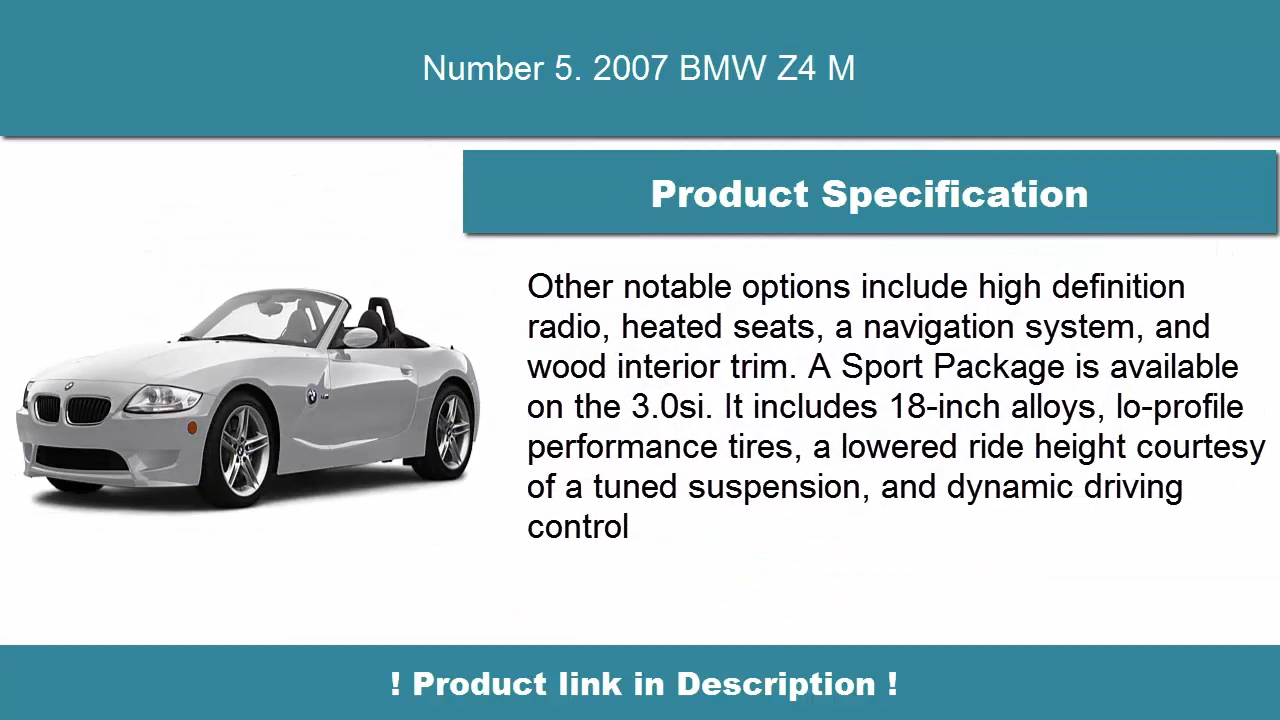 Number 5. 2007 BMW Z4 M
Product Specification
Other notable options include high definition
radio, heated seats, a navigation system, and
wood interior trim. A Sport Package is available
on the 3.0si. It includes 18-inch alloys, lo-profile
performance tires, a lowered ride height courtesy
of a tuned suspension, and dynamic driving
control
! Product link in Description !